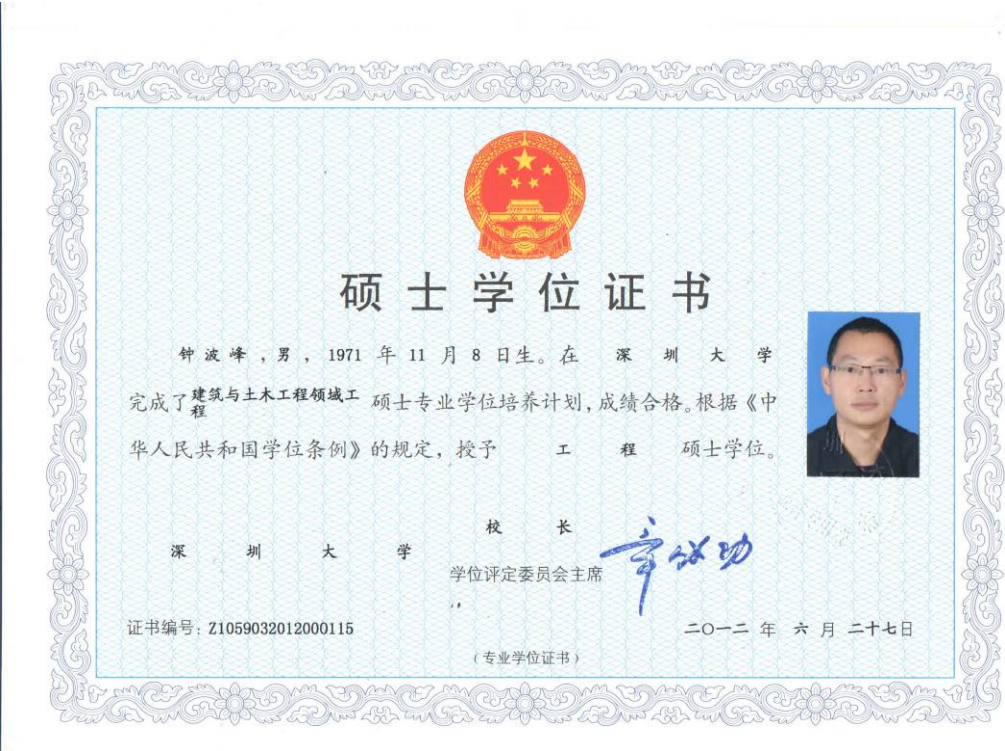 硕士学位证书
钟波峰，男，1971 年 11 月 8 日生。在 深圳大学
完成了建筑与土木工程领域工程 硕士专业学位培养计划，成绩合格。根据《中
华人民共和国学位条例》的规定，授予 工程 硕士学位。
校长
深圳大学
学位评定委员会主席
证书编号：Z1059032012000115
二〇一二 年 六 月 二十七日
（专业学位证书）